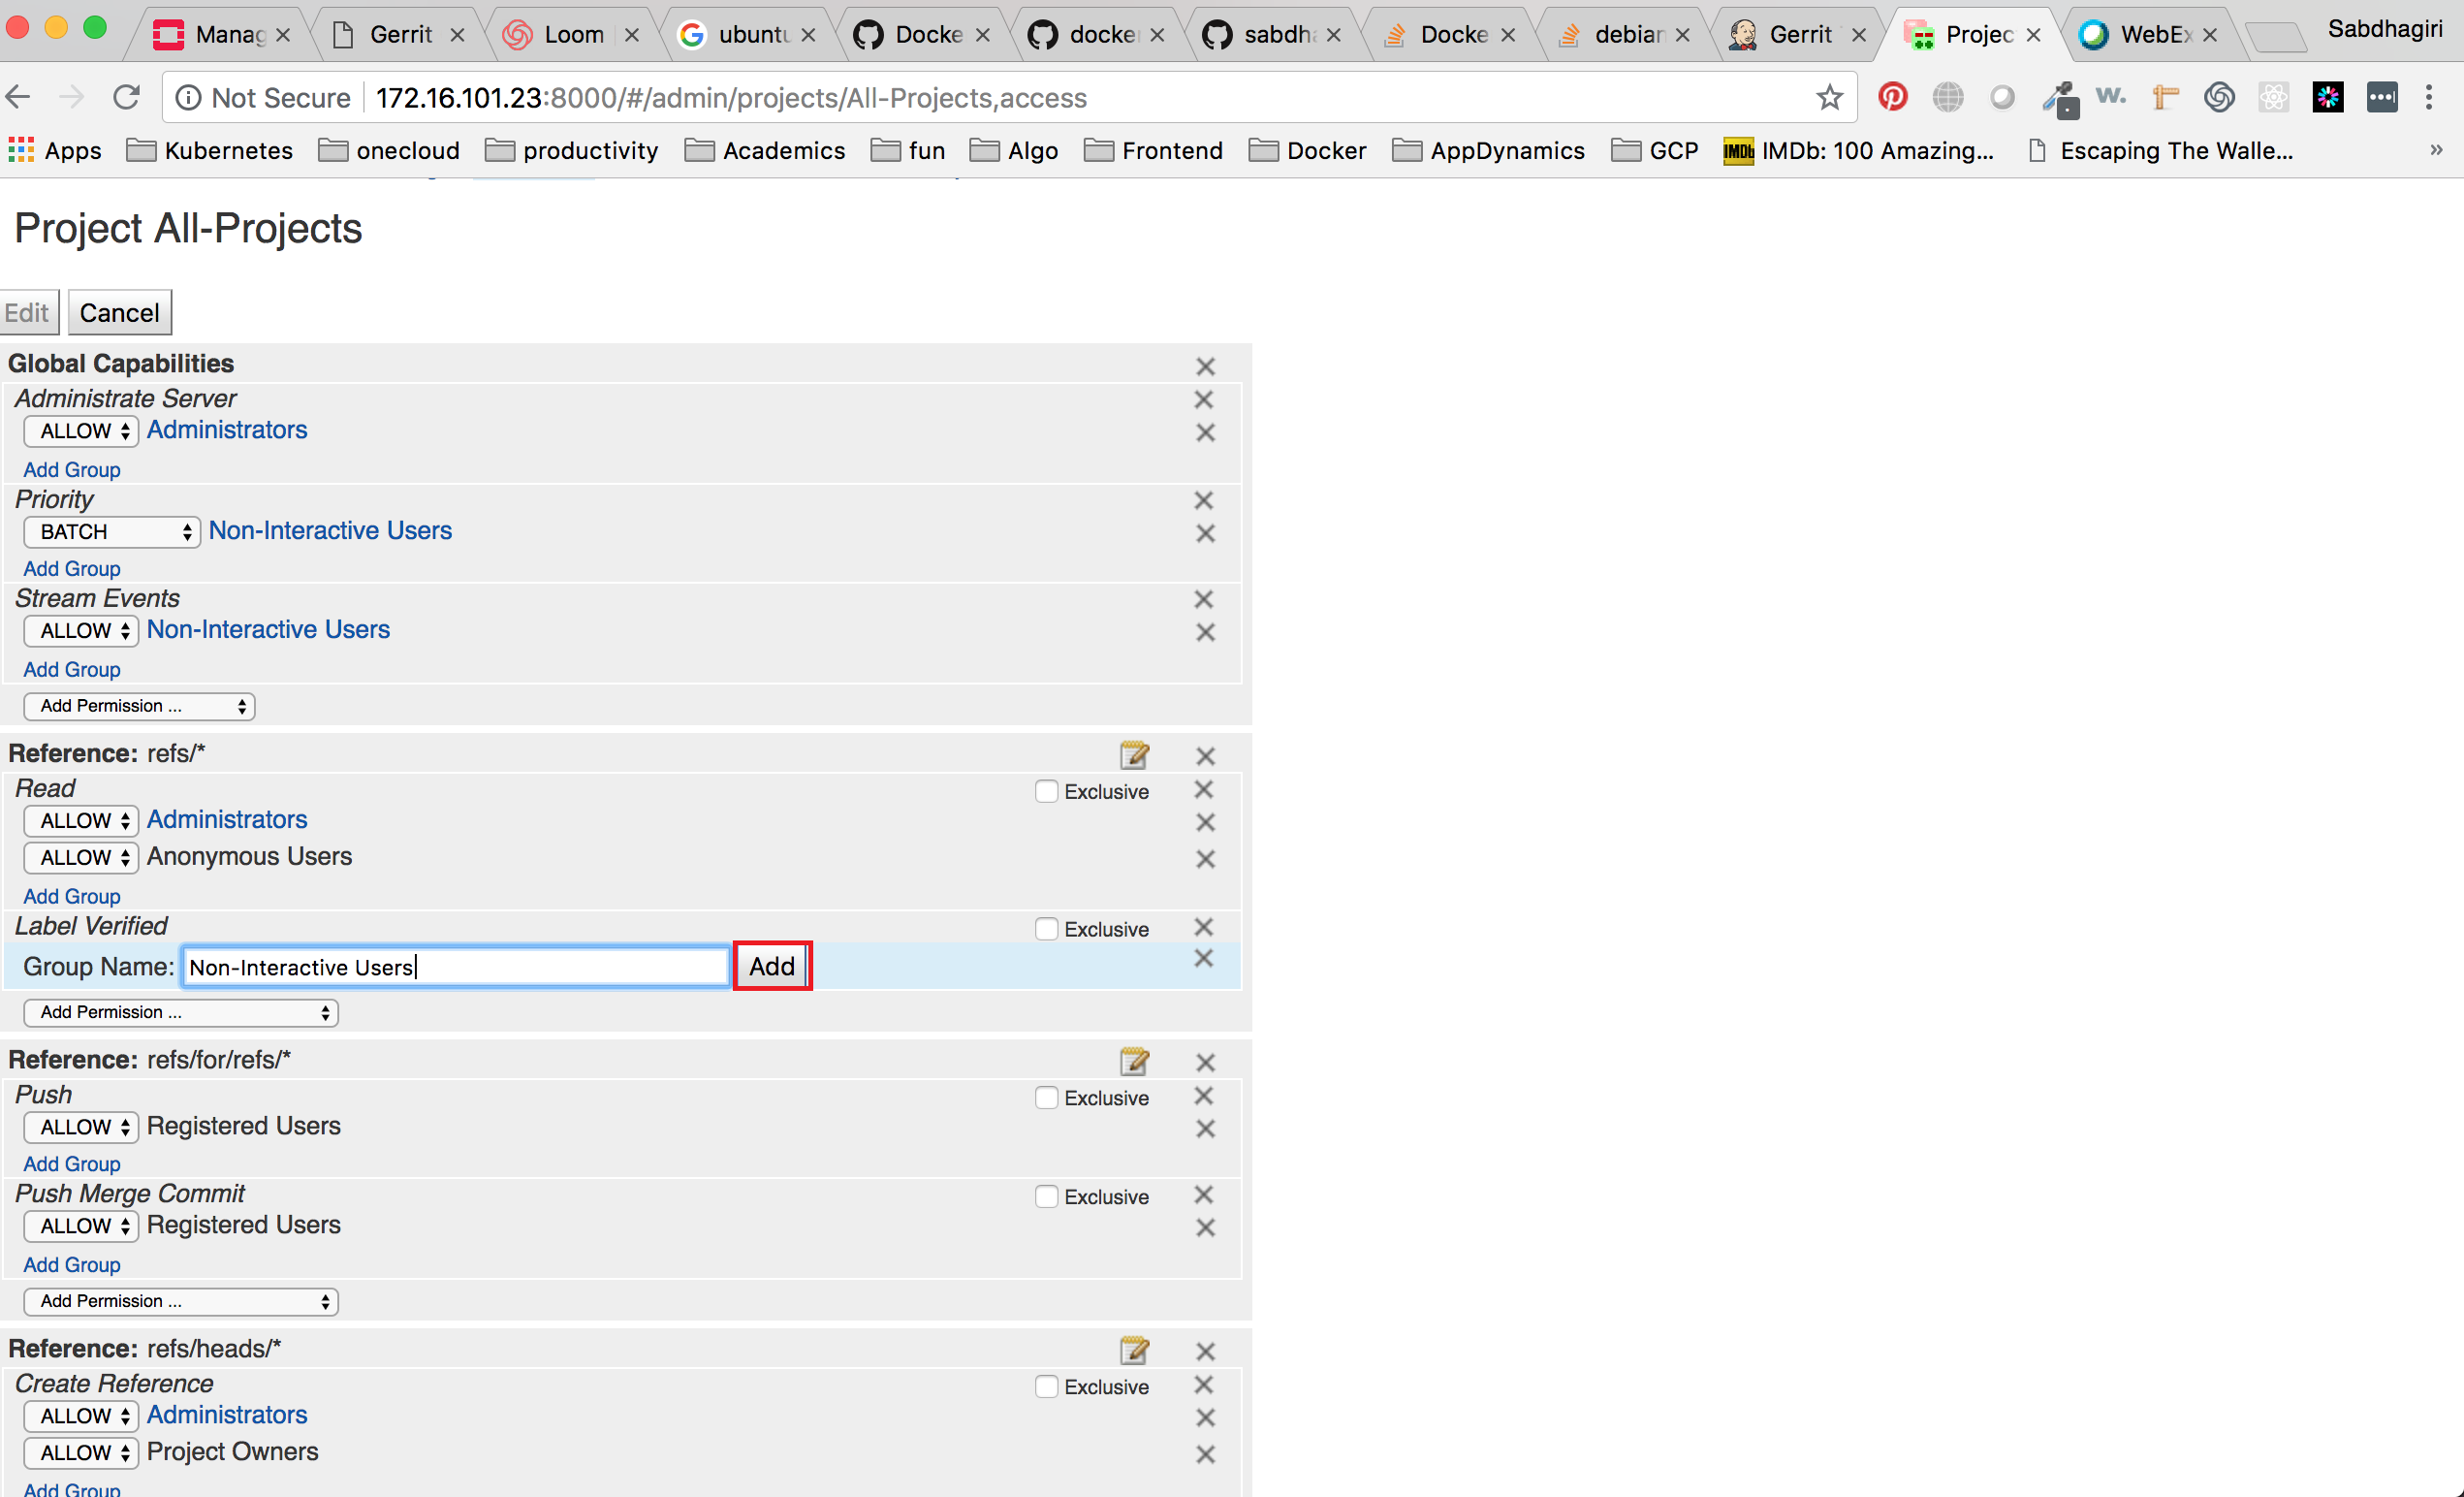 Manag Gerrit Loom ubuntu Docke docker sabdha Docke debian Gerrit Projec WebEx Sabdhagiri
Not Secure 172.16.101.23:8000/#/admin/projects/All-Projects,access
Apps Kubernetes onecloud productivity Academics fun Algo Frontend Docker AppDynamics GCP IMDb IMDb: 100 Amazing... Escaping The Walle... »
Project All-Projects
Edit Cancel
Global Capabilities
Administrate Server
ALLOW Administrators
Add Group
Priority
BATCH Non-Interactive Users
Add Group
Stream Events
ALLOW Non-Interactive Users
Add Group
Add Permission ...
Reference: refs/*
Read Exclusive
ALLOW Administrators
ALLOW Anonymous Users
Add Group
Label Verified Exclusive
Group Name: Non-Interactive Users Add
Add Permission ...
Reference: refs/for/refs/*
Push Exclusive
ALLOW Registered Users
Add Group
Push Merge Commit Exclusive
ALLOW Registered Users
Add Group
Add Permission ...
Reference: refs/heads/*
Create Reference Exclusive
ALLOW Administrators
ALLOW Project Owners
Add Group